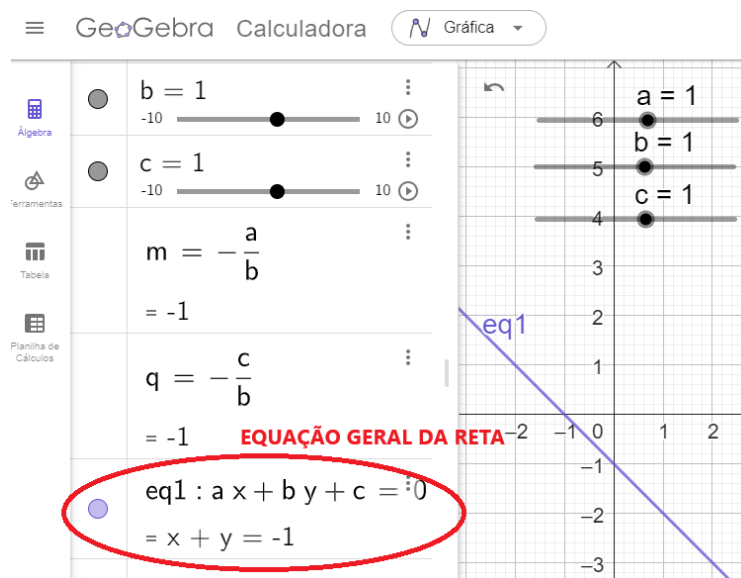 GeoGebra Calculadora Gráfica
Álgebra
Ferramentas
Tabela
Planilha de
Cálculos
b = 1
-10 10
c = 1
-10 10
m = -a/b
= -1
q = -c/b
= -1
EQUAÇÃO GERAL DA RETA
eq1 : a x + b y + c = 0
= x + y = -1
a = 1
b = 1
c = 1
eq1
6
5
4
3
2
1
–2 –1 0 1 2
–1
–2
–3